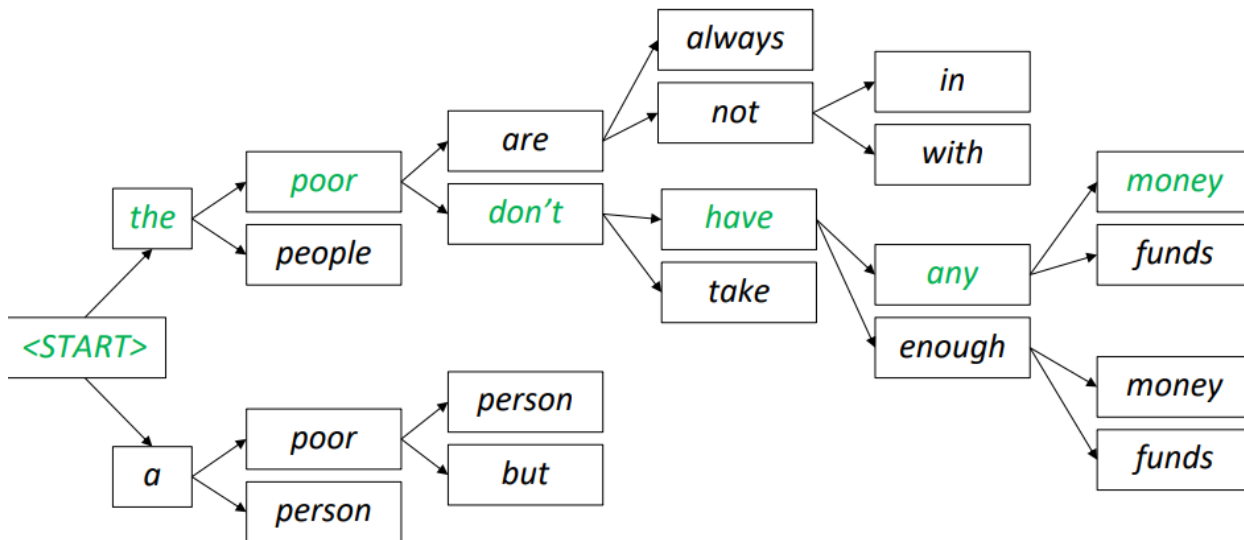 always
in
not
are
with
poor
money
the
don't
have
people
funds
any
take
<START>
enough
person
money
poor
a
but
funds
person